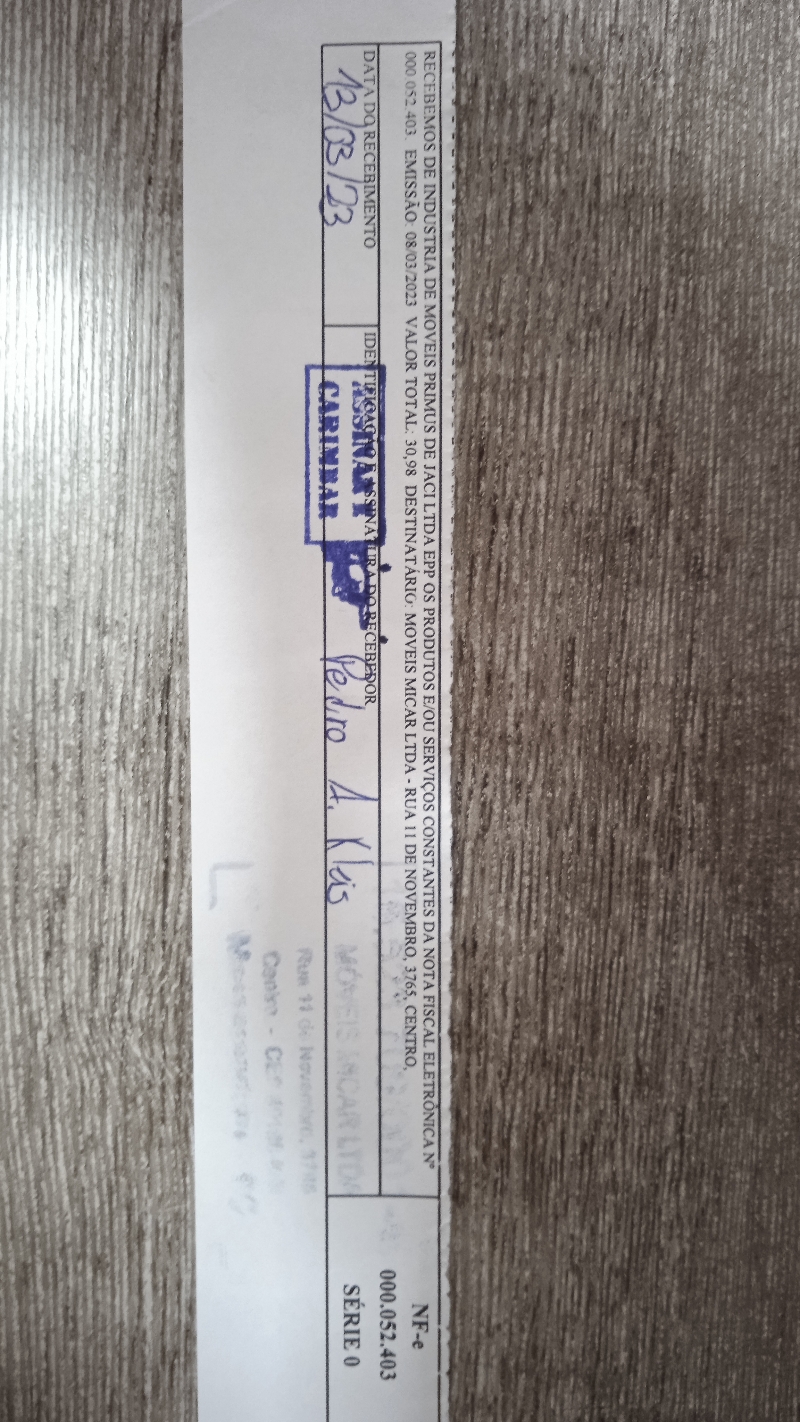 RECEBEMOS DE INDUSTRIA DE MOVEIS PRIMUS DE JACI LTDA EPP OS PRODUTOS E/OU SERVIÇOS CONSTANTES DA NOTA FISCAL ELETRÔNICA Nº
000.052.403 EMISSÃO: 08/03/2023 VALOR TOTAL: 30,98 DESTINATÁRIO: MOVEIS MICAR LTDA - RUA 11 DE NOVEMBRO, 3765, CENTRO,
NF-e
000.052.403
SÉRIE 0
DATA DO RECEBIMENTO
13/03/23
IDENTIFICAÇÃO E ASSINATURA DO RECEBEDOR
ASSINAR E
CARIMBAR
Pedro A. Klis
MÓVEIS MICAR LTDA
Rua 11 de Novembro,
Centro - CEP